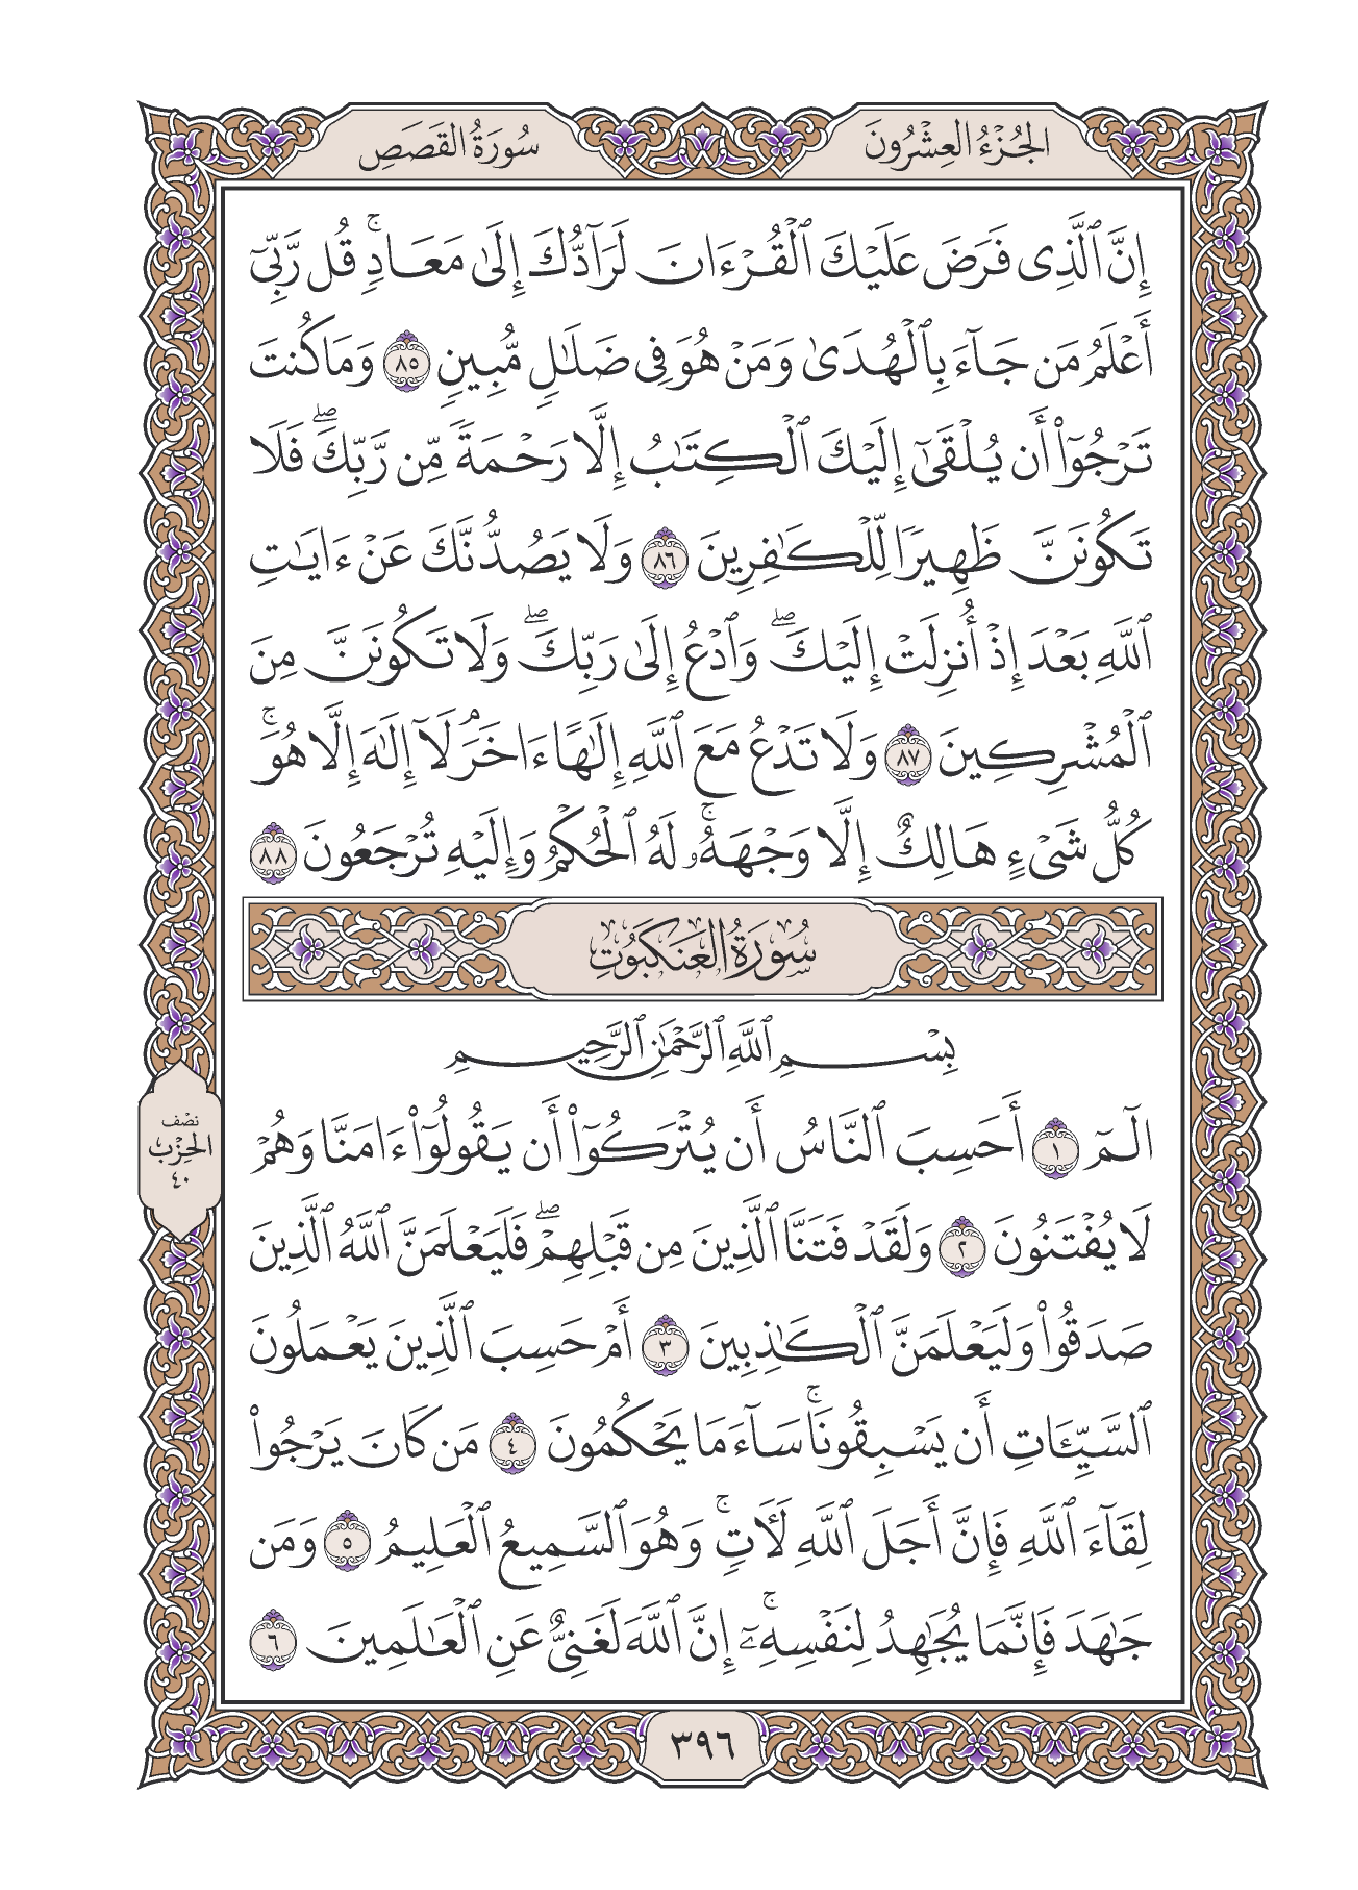 الجُزْءُ العِشْرُونَ
سُورَةُ القَصَصِ
إِنَّ ٱلَّذِى فَرَضَ عَلَيْكَ ٱلْقُرْءَانَ لَرَآدُّكَ إِلَىٰ مَعَادٍۚ قُل رَّبِّىٓ
أَعْلَمُ مَن جَآءَ بِٱلْهُدَىٰ وَمَنْ هُوَ فِى ضَلَٰلٍ مُّبِينٍ ٨٥ وَمَا كُنتَ
تَرْجُوٓا۟ أَن يُلْقَىٰٓ إِلَيْكَ ٱلْكِتَٰبُ إِلَّا رَحْمَةً مِّن رَّبِّكَۖ فَلَا
تَكُونَنَّ ظَهِيرًا لِّلْكَٰفِرِينَ ٨٦ وَلَا يَصُدُّنَّكَ عَنْ ءَايَٰتِ
ٱللَّهِ بَعْدَ إِذْ أُنزِلَتْ إِلَيْكَۖ وَٱدْعُ إِلَىٰ رَبِّكَۖ وَلَا تَكُونَنَّ مِنَ
ٱلْمُشْرِكِينَ ٨٧ وَلَا تَدْعُ مَعَ ٱللَّهِ إِلَٰهًا ءَاخَرَۘ لَآ إِلَٰهَ إِلَّا هُوَۚ
كُلُّ شَىْءٍ هَالِكٌ إِلَّا وَجْهَهُۥۚ لَهُ ٱلْحُكْمُ وَإِلَيْهِ تُرْجَعُونَ ٨٨
سُورَةُ العَنكَبُوتِ
بِسْمِ ٱللَّهِ ٱلرَّحْمَٰنِ ٱلرَّحِيمِ
الٓمٓ ١ أَحَسِبَ ٱلنَّاسُ أَن يُتْرَكُوٓا۟ أَن يَقُولُوٓا۟ ءَامَنَّا وَهُمْ
لَا يُفْتَنُونَ ٢ وَلَقَدْ فَتَنَّا ٱلَّذِينَ مِن قَبْلِهِمْۖ فَلَيَعْلَمَنَّ ٱللَّهُ ٱلَّذِينَ
صَدَقُوا۟ وَلَيَعْلَمَنَّ ٱلْكَٰذِبِينَ ٣ أَمْ حَسِبَ ٱلَّذِينَ يَعْمَلُونَ
ٱلسَّيِّـَٔاتِ أَن يَسْبِقُونَاۚ سَآءَ مَا يَحْكُمُونَ ٤ مَن كَانَ يَرْجُوا۟
لِقَآءَ ٱللَّهِ فَإِنَّ أَجَلَ ٱللَّهِ لَـَٔاتٍۚ وَهُوَ ٱلسَّمِيعُ ٱلْعَلِيمُ ٥ وَمَن
جَٰهَدَ فَإِنَّمَا يُجَٰهِدُ لِنَفْسِهِۦٓۚ إِنَّ ٱللَّهَ لَغَنِىٌّ عَنِ ٱلْعَٰلَمِينَ ٦
نصْف
الحِزْب
٤٠
٣٩٦